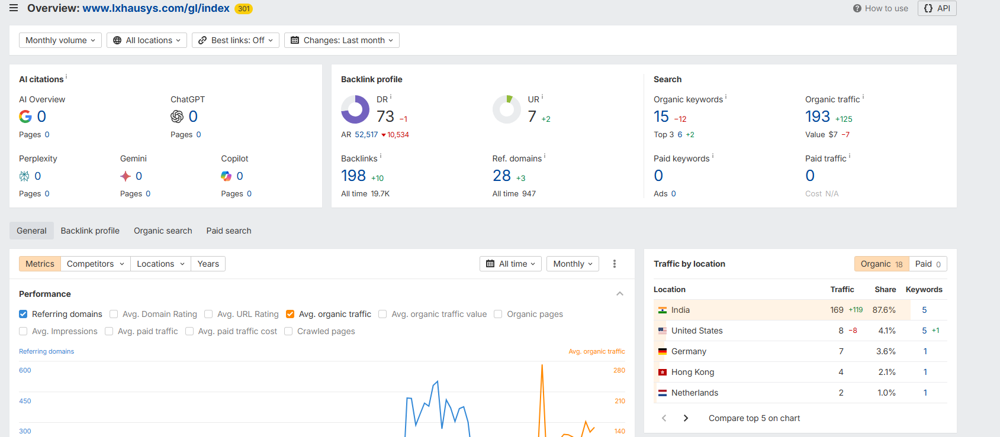 Overview: www.lxhausys.com/gl/index 301
How to use
API
Monthly volume
All locations
Best links: Off
Changes: Last month
AI citations i
AI Overview
0
Pages 0
ChatGPT
0
Pages 0
Perplexity
0
Pages 0
Gemini
0
Pages 0
Copilot
0
Pages 0
Backlink profile
DR i
73 −1
AR 52,517 10,534
UR i
7 +2
Backlinks i
198 +10
All time 19.7K
Ref. domains i
28 +3
All time 947
Search
Organic keywords i
15 −12
Top 3 6 +2
Organic traffic i
193 +125
Value $7 −7
Paid keywords i
0
Ads 0
Paid traffic i
0
Cost N/A
General Backlink profile Organic search Paid search
Metrics Competitors Locations Years
All time Monthly
Performance
Referring domains Avg. Domain Rating Avg. URL Rating Avg. organic traffic Avg. organic traffic value Organic pages
Avg. Impressions Avg. paid traffic Avg. paid traffic cost Crawled pages
Referring domains Avg. organic traffic
600 280
450 210
300 140
Traffic by location
Organic 18 Paid 0
Location Traffic Share Keywords
India 169 +119 87.6% 5
United States 8 −8 4.1% 5 +1
Germany 7 3.6% 1
Hong Kong 4 2.1% 1
Netherlands 2 1.0% 1
Compare top 5 on chart